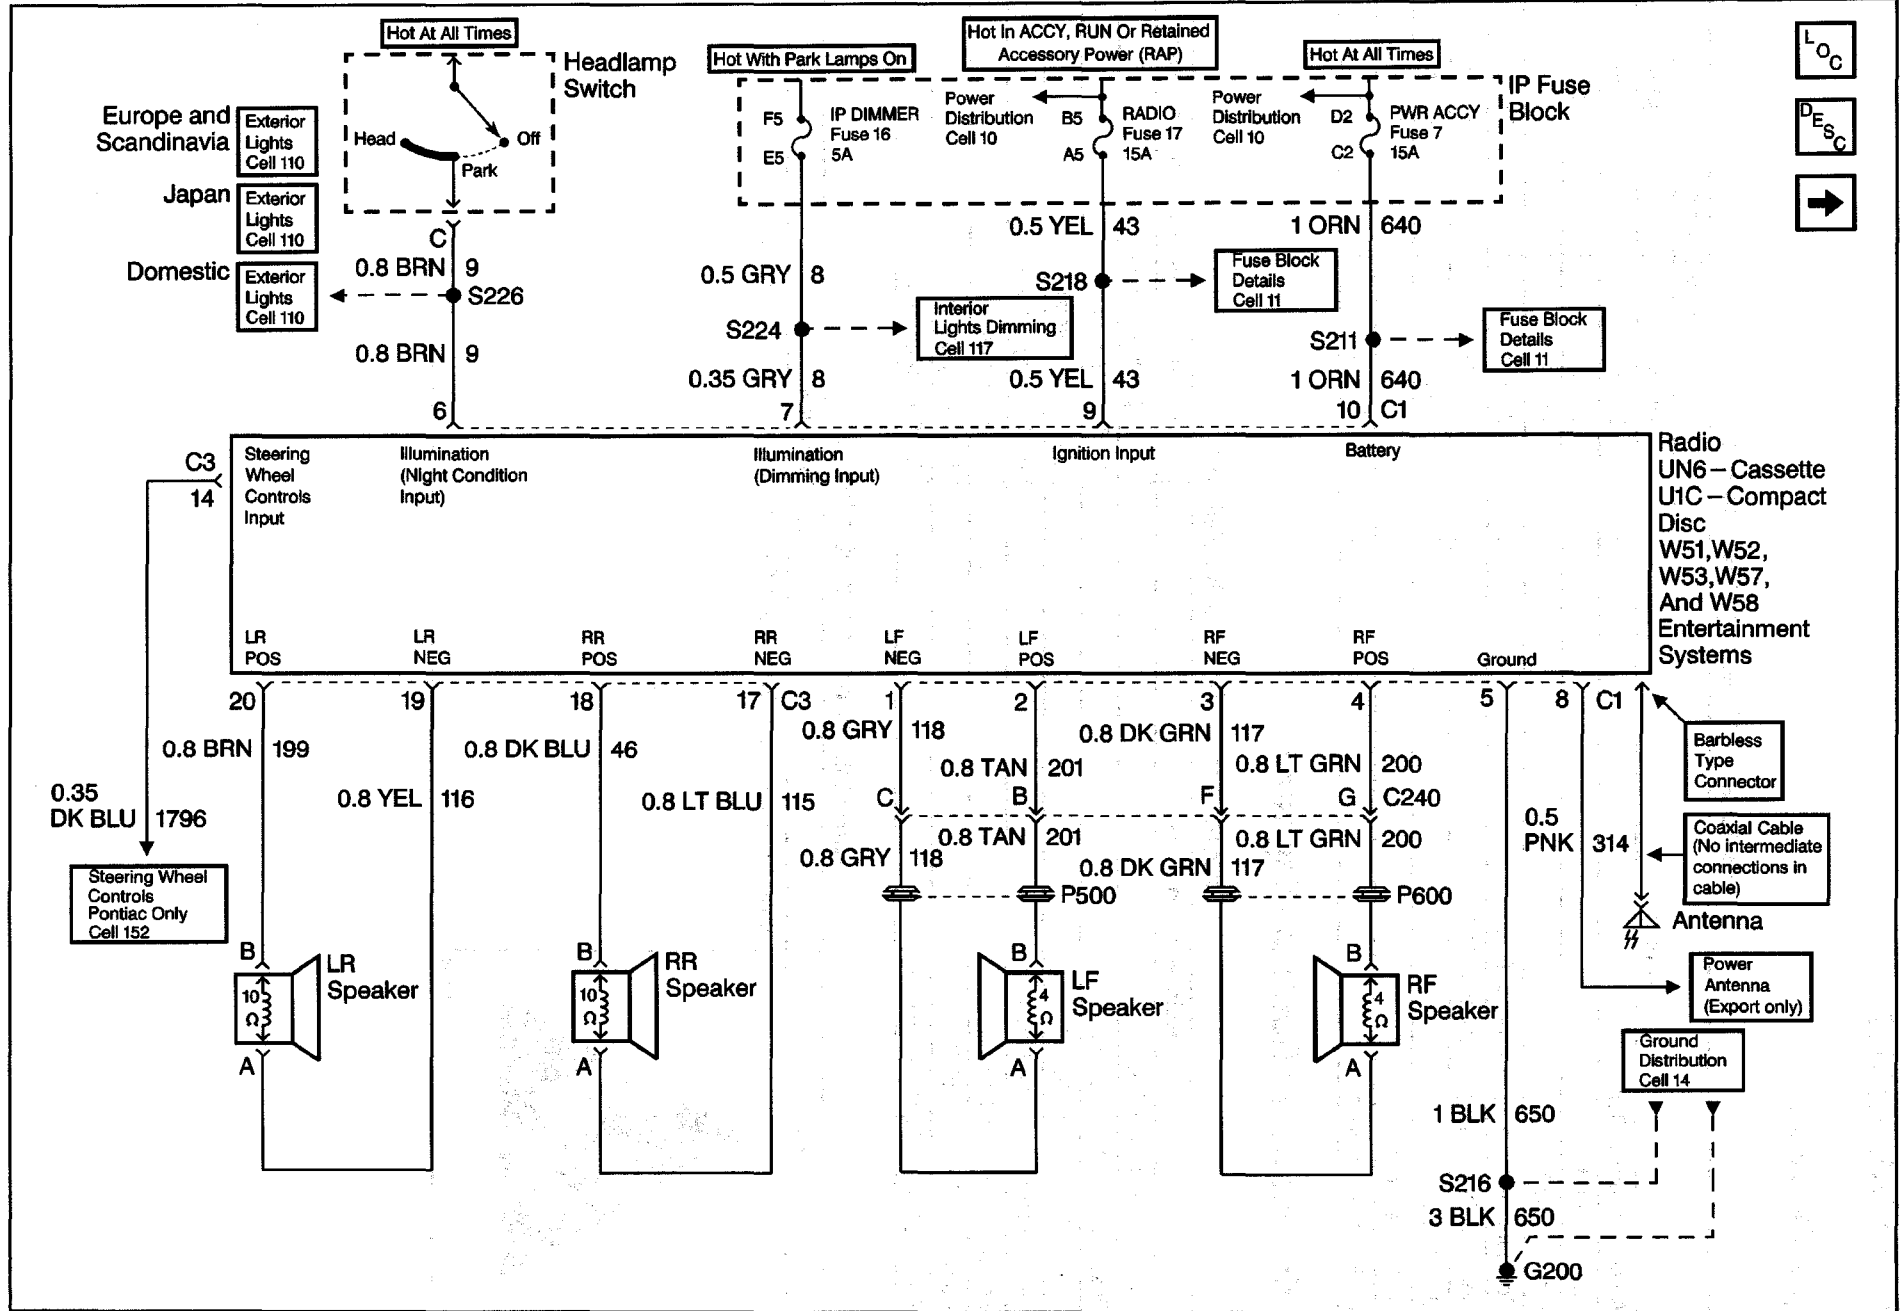 Hot At All Times
Headlamp
Switch
Head
Off
Park
Europe and
Scandinavia
Exterior
Lights
Cell 110
Japan
Exterior
Lights
Cell 110
Domestic
Exterior
Lights
Cell 110
C
0.8 BRN 9
S226
0.8 BRN 9
6
Hot With Park Lamps On
Hot In ACCY, RUN Or Retained
Accessory Power (RAP)
Hot At All Times
IP Fuse
Block
F5
E5
IP DIMMER
Fuse 16
5A
Power
Distribution
Cell 10
B5
A5
RADIO
Fuse 17
15A
Power
Distribution
Cell 10
D2
C2
PWR ACCY
Fuse 7
15A
L
O
C
D
E
S
C
0.5 GRY 8
S224
Interior
Lights Dimming
Cell 117
0.35 GRY 8
7
0.5 YEL 43
S218
Fuse Block
Details
Cell 11
0.5 YEL 43
9
1 ORN 640
S211
Fuse Block
Details
Cell 11
1 ORN 640
10 C1
C3
14
Steering
Wheel
Controls
Input
Illumination
(Night Condition
Input)
Illumination
(Dimming Input)
Ignition Input
Battery
Radio
UN6 – Cassette
U1C – Compact
Disc
W51,W52,
W53,W57,
And W58
Entertainment
Systems
LR
POS
LR
NEG
RR
POS
RR
NEG
LF
NEG
LF
POS
RF
NEG
RF
POS
Ground
20
19
18
17 C3
1
2
3
4
5
8 C1
0.8 BRN 199
0.8 YEL 116
0.8 DK BLU 46
0.8 LT BLU 115
0.8 GRY 118
0.8 TAN 201
0.8 DK GRN 117
0.8 LT GRN 200
C
B
F
G C240
0.8 TAN 201
0.8 GRY 118
0.8 LT GRN 200
0.8 DK GRN 117
P500
P600
0.35
DK BLU 1796
Steering Wheel
Controls
Pontiac Only
Cell 152
0.5
PNK 314
Barbless
Type
Connector
Coaxial Cable
(No intermediate
connections in
cable)
Antenna
Power
Antenna
(Export only)
B
10
Ω
A
LR
Speaker
B
10
Ω
A
RR
Speaker
B
4
Ω
A
LF
Speaker
B
4
Ω
A
RF
Speaker
Ground
Distribution
Cell 14
1 BLK 650
S216
3 BLK 650
G200